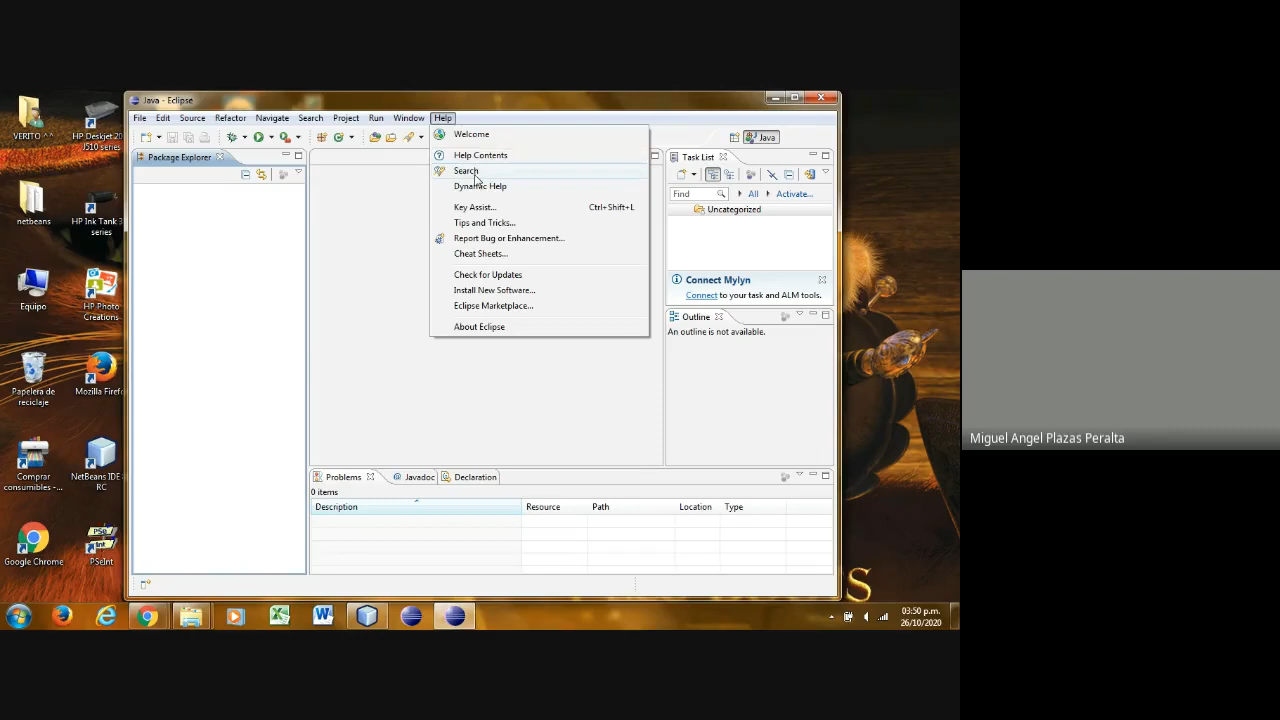 VERITO ^^
HP Deskjet 20
J510 series
netbeans
HP Ink Tank 3
series
Equipo
HP Photo
Creations
Papelera de
reciclaje
Mozilla Firef
Comprar
consumibles -...
NetBeans IDE
RC
Google Chrome
PSeInt
Java - Eclipse
File Edit Source Refactor Navigate Search Project Run Window Help
Java
Package Explorer
Welcome
Help Contents
Search
Dynamic Help
Key Assist... Ctrl+Shift+L
Tips and Tricks...
Report Bug or Enhancement...
Cheat Sheets...
Check for Updates
Install New Software...
Eclipse Marketplace...
About Eclipse
Task List
Find All Activate...
Uncategorized
Connect Mylyn
Connect to your task and ALM tools.
Outline
An outline is not available.
Problems Javadoc Declaration
0 items
Description Resource Path Location Type
S
03:50 p.m.
26/10/2020
Miguel Angel Plazas Peralta